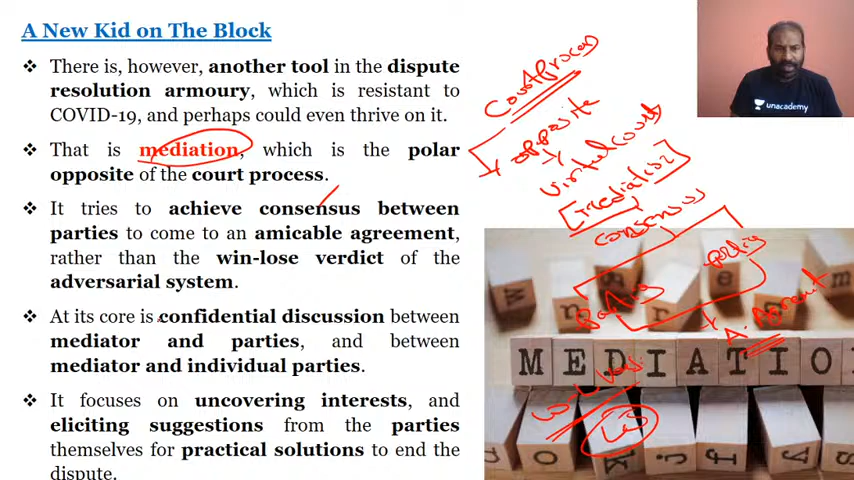 A New Kid on The Block
❖ There is, however, another tool in the dispute
resolution armoury, which is resistant to
COVID-19, and perhaps could even thrive on it.
❖ That is mediation, which is the polar
opposite of the court process.
❖ It tries to achieve consensus between
parties to come to an amicable agreement,
rather than the win-lose verdict of the
adversarial system.
❖ At its core is confidential discussion between
mediator and parties, and between
mediator and individual parties.
❖ It focuses on uncovering interests, and
eliciting suggestions from the parties
themselves for practical solutions to end the
dispute.
unacademy
Court process
opposite
virtual court
mediation
consensus
parties
A.
MEDIATIO